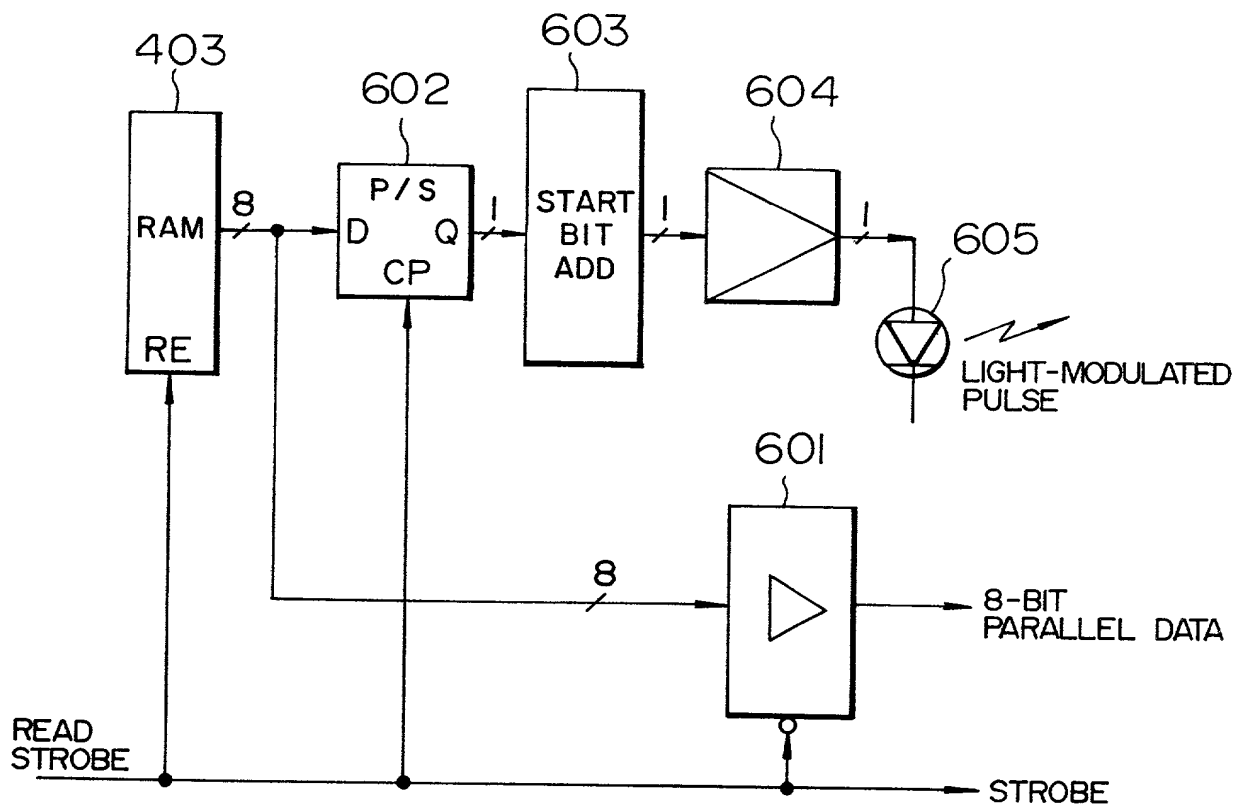 403
602
603
604
605
RAM
RE
8
P/S
D Q
CP
1
START
BIT
ADD
1
1
LIGHT-MODULATED
PULSE
601
8
8-BIT
PARALLEL DATA
READ
STROBE
STROBE